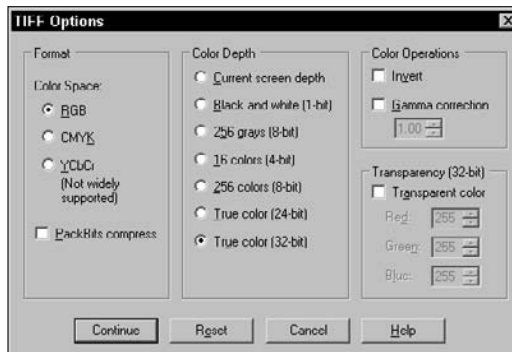 TIFF Options
Format
Color Space:
RGB
CMYK
YCbCr
(Not widely
supported)
PackBits compress
Color Depth
Current screen depth
Black and white (1-bit)
256 grays (8-bit)
16 colors (4-bit)
256 colors (8-bit)
True color (24-bit)
True color (32-bit)
Color Operations
Invert
Gamma correction
1.00
Transparency (32-bit)
Transparent color
Red: 255
Green: 255
Blue: 255
Continue
Reset
Cancel
Help